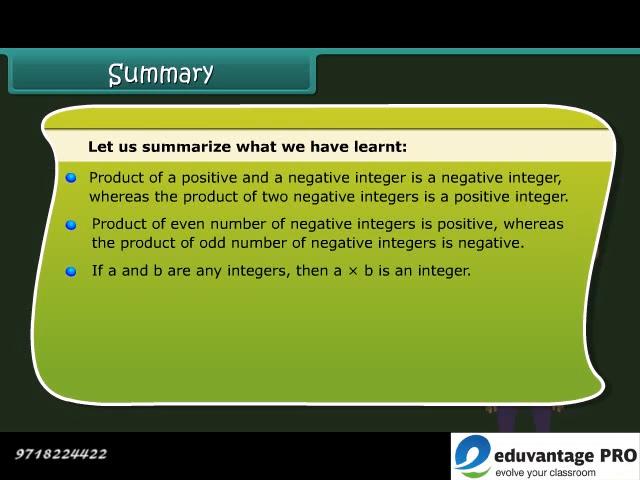 Summary
Let us summarize what we have learnt:
Product of a positive and a negative integer is a negative integer,
whereas the product of two negative integers is a positive integer.
Product of even number of negative integers is positive, whereas
the product of odd number of negative integers is negative.
If a and b are any integers, then a × b is an integer.
9718224422
eduvantage PRO
evolve your classroom